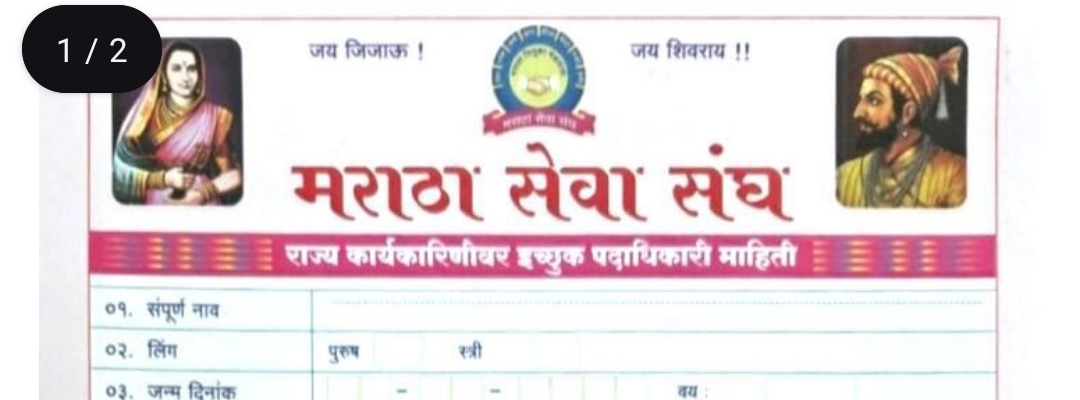 1 / 2
जय जिजाऊ !
जय शिवराय !!
मराठा सेवा संघ
मराठा सेवा संघ
राज्य कार्यकारिणीवर इच्छुक पदाधिकारी माहिती
०१. संपूर्ण नाव
०२. लिंग पुरुष स्त्री
०३. जन्म दिनांक - - वय :